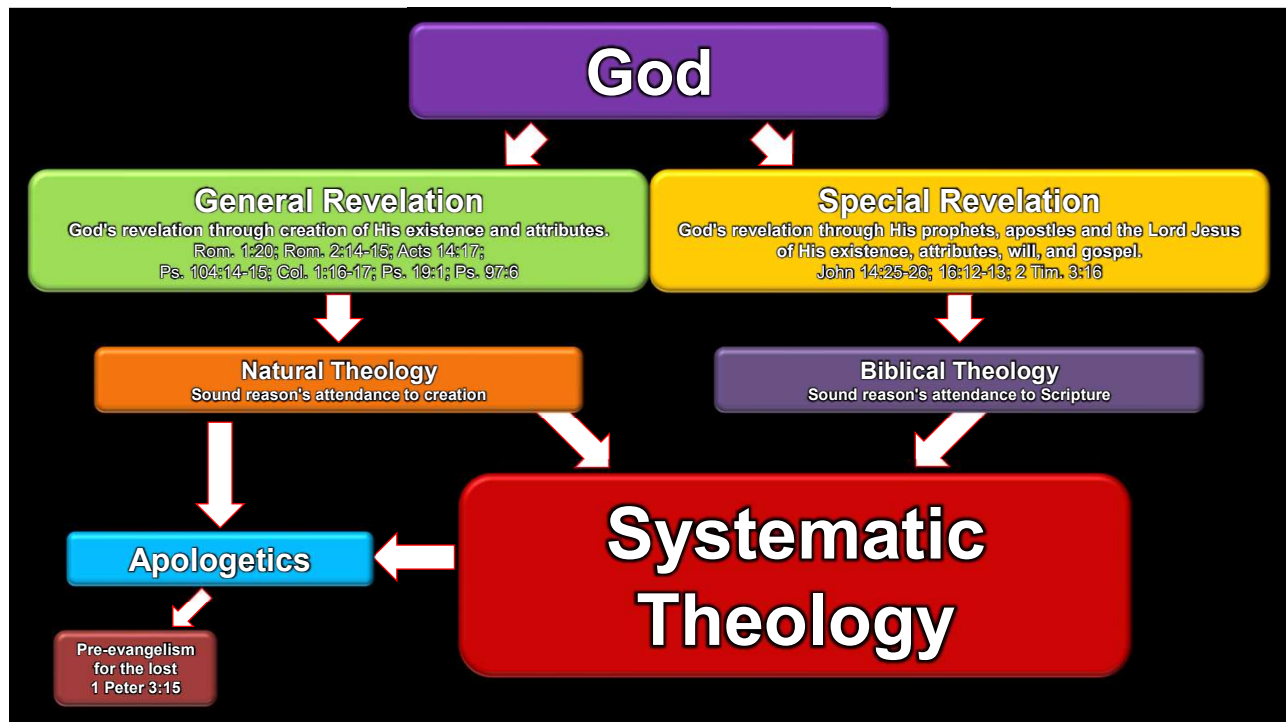 God
General Revelation
God's revelation through creation of His existence and attributes.
Rom. 1:20; Rom. 2:14-15; Acts 14:17;
Ps. 104:14-15; Col. 1:16-17; Ps. 19:1; Ps. 97:6
Special Revelation
God's revelation through His prophets, apostles and the Lord Jesus
of His existence, attributes, will, and gospel.
John 14:25-26; 16:12-13; 2 Tim. 3:16
Natural Theology
Sound reason's attendance to creation
Biblical Theology
Sound reason's attendance to Scripture
Systematic
Theology
Apologetics
Pre-evangelism
for the lost
1 Peter 3:15